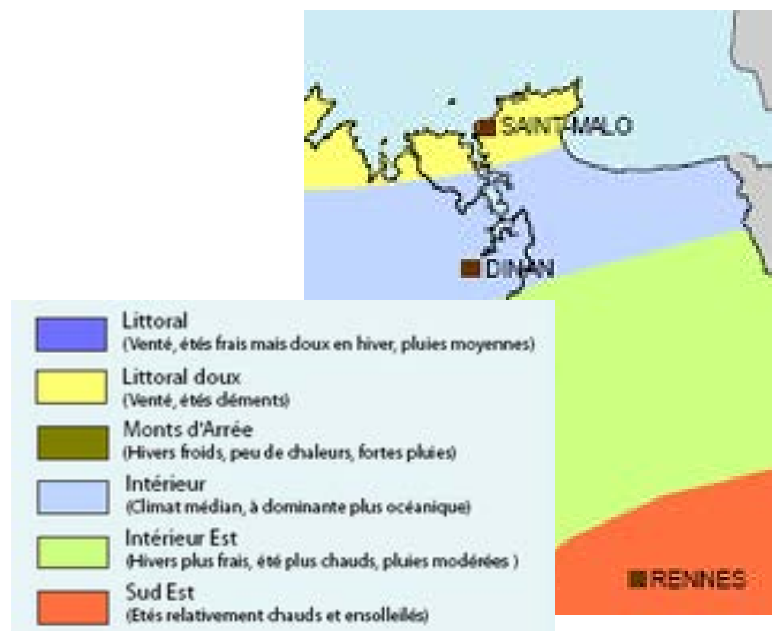 SAINT-MALO
DINAN
Littoral
(Venté, étés frais mais doux en hiver, pluies moyennes)
Littoral doux
(Venté, étés cléments)
Monts d'Arrée
(Hivers froids, peu de chaleurs, fortes pluies)
Intérieur
(Climat médian, à dominante plus océanique)
Intérieur Est
(Hivers plus frais, été plus chauds, pluies modérées )
Sud Est
(Etés relativement chauds et ensolleilés)
RENNES